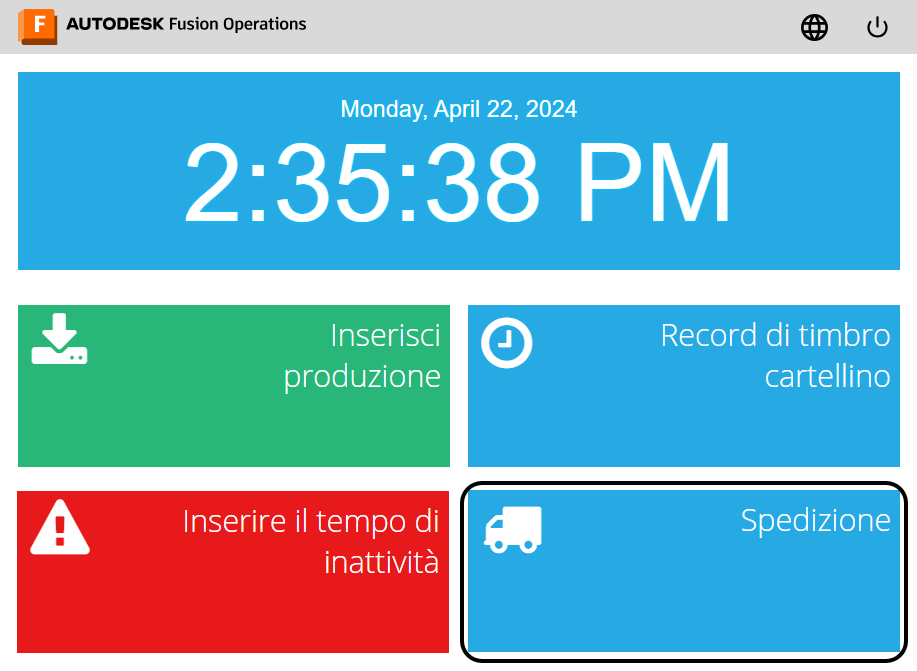 F AUTODESK Fusion Operations
Monday, April 22, 2024
2:35:38 PM
Inserisci
produzione
Record di timbro
cartellino
Inserire il tempo di
inattività
Spedizione